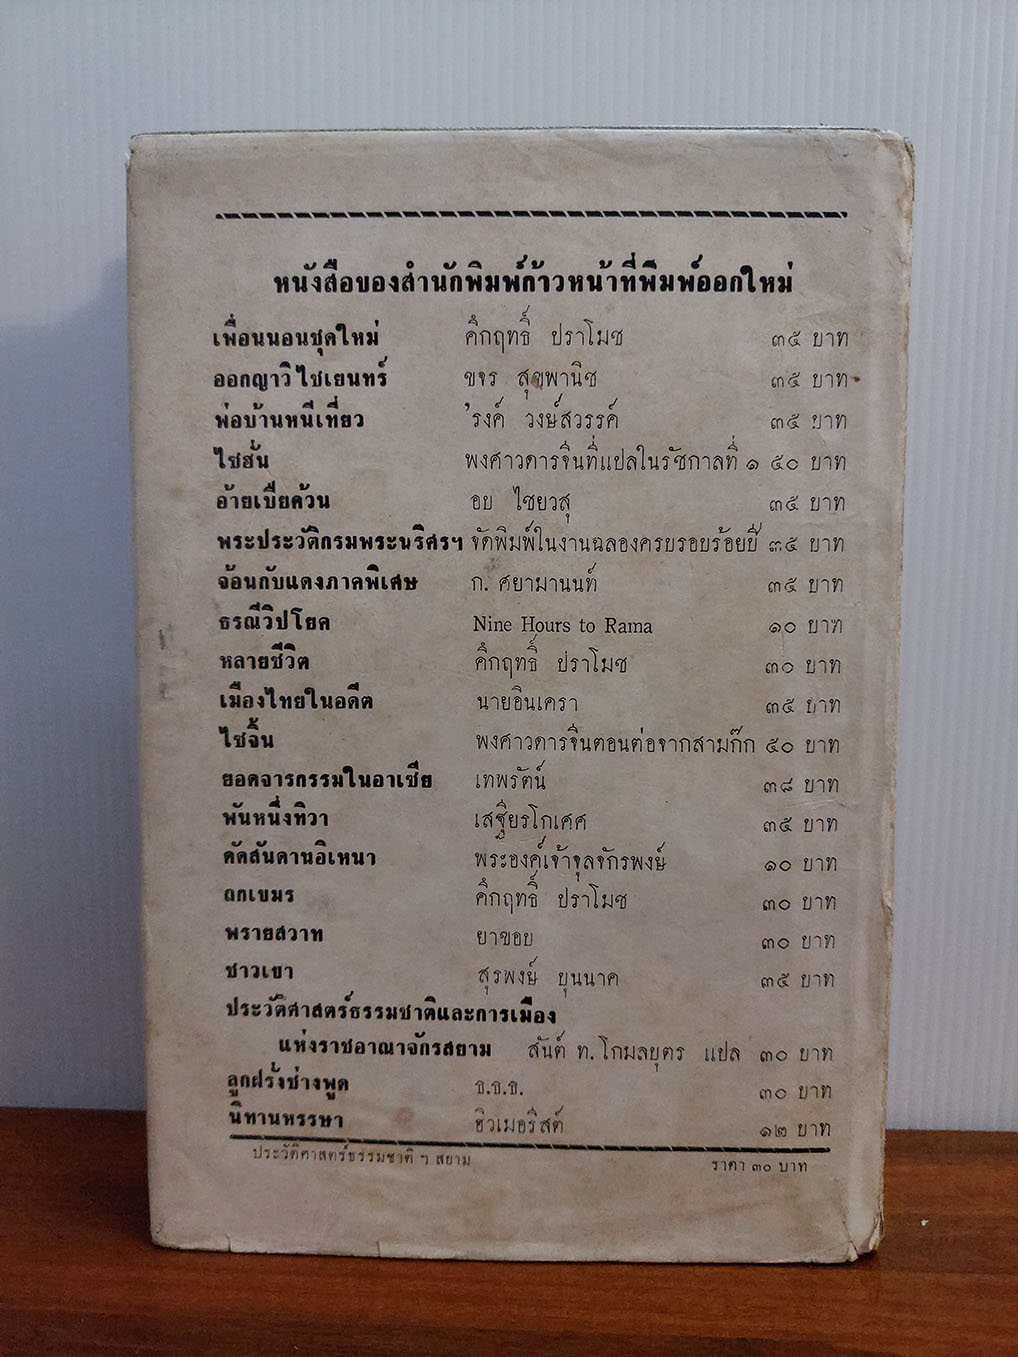 หนังสือของสำนักพิมพ์ก้าวหน้าที่พิมพ์ออกใหม่
เพื่อนนอนชุดใหม่ คึกฤทธิ์ ปราโมช ๓๕ บาท
ออกญาวิไชเยนทร์ ขจร สุขพานิช ๓๕ บาท
พ่อบ้านหนีเที่ยว 'รงค์ วงษ์สวรรค์ ๓๕ บาท
ไซฮั่น พงศาวดารจีนที่แปลในรัชกาลที่ ๑ ๕๐ บาท
อ้ายเบี้ยด้วน อบ ไชยวสุ ๓๕ บาท
พระประวัติกรมพระนริศรฯ จัดพิมพ์ในงานฉลองครบรอบร้อยปี ๓๕ บาท
จ้อนกับแดงภาคพิเศษ ก. ศยามานนท์ ๓๕ บาท
ธรณีวิปโยค Nine Hours to Rama ๑๐ บาท
หลายชีวิต คึกฤทธิ์ ปราโมช ๓๐ บาท
เมืองไทยในอดีต นายอินเดรา ๓๕ บาท
ไซจิ้น พงศาวดารจีนตอนต่อจากสามก๊ก ๕๐ บาท
ยอดจารกรรมในอาเซีย เทพรัตน์ ๓๘ บาท
พันหนึ่งทิวา เสฐียรโกเศศ ๓๕ บาท
ดัดสันดานอิเหนา พระองค์เจ้าจุลจักรพงษ์ ๑๐ บาท
ถกเขมร คึกฤทธิ์ ปราโมช ๓๐ บาท
พรายสวาท ยาขอบ ๓๐ บาท
ชาวเขา สุรพงษ์ บุนนาค ๓๕ บาท
ประวัติศาสตร์ธรรมชาติและการเมือง
แห่งราชอาณาจักรสยาม สันต์ ท. โกมลบุตร แปล ๓๐ บาท
ลูกฝรั่งช่างพูด ธ.ธ.ธ. ๓๐ บาท
นิทานหรรษา ฮิวเมอริสต์ ๑๒ บาท
ประวัติศาสตร์ธรรมชาติ ฯ สยาม ราคา ๓๐ บาท